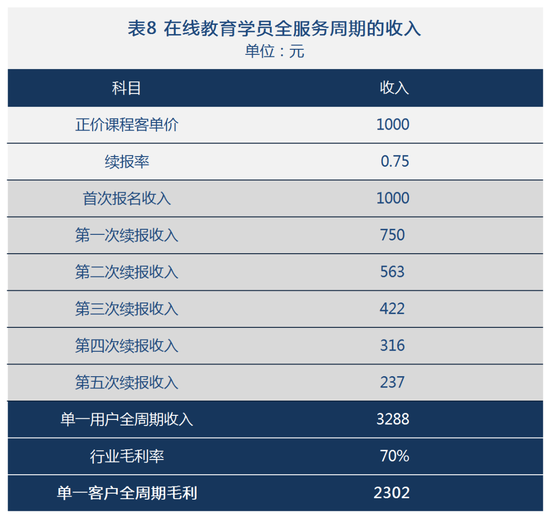 表8 在线教育学员全服务周期的收入
单位：元
科目 收入
正价课程客单价 1000
续报率 0.75
首次报名收入 1000
第一次续报收入 750
第二次续报收入 563
第三次续报收入 422
第四次续报收入 316
第五次续报收入 237
单一用户全周期收入 3288
行业毛利率 70%
单一客户全周期毛利 2302